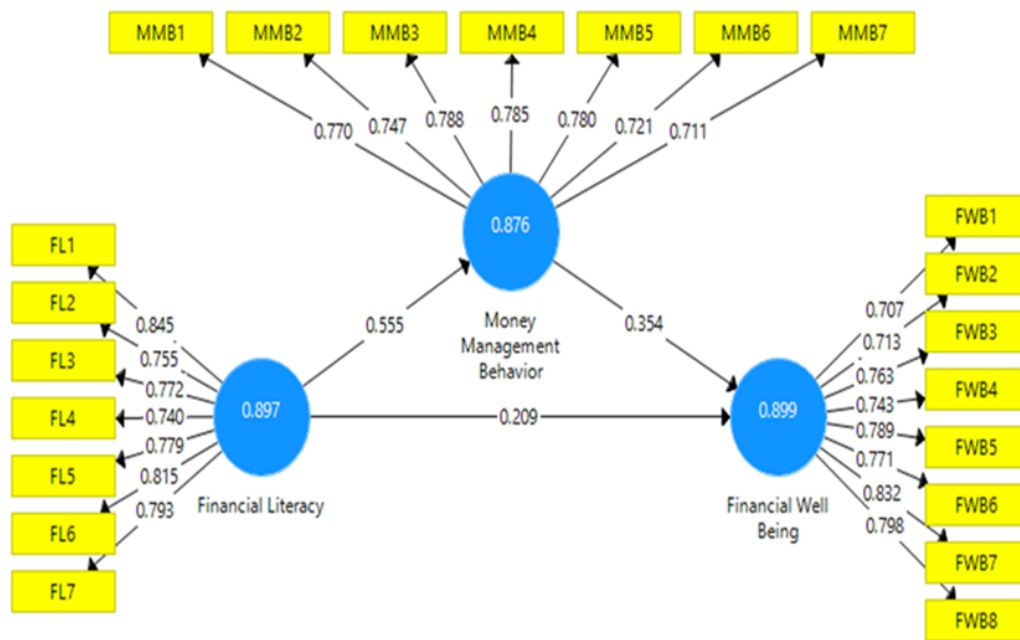 MMB1 MMB2 MMB3 MMB4 MMB5 MMB6 MMB7
0.770 0.747 0.788 0.785 0.780 0.721 0.711
0.876
Money
Management
Behavior
FL1
FL2
FL3
FL4
FL5
FL6
FL7
0.845
0.755
0.772
0.740
0.779
0.815
0.793
0.897
Financial Literacy
0.555
0.354
0.209
0.899
Financial Well
Being
0.707
0.713
0.763
0.743
0.789
0.771
0.832
0.798
FWB1
FWB2
FWB3
FWB4
FWB5
FWB6
FWB7
FWB8